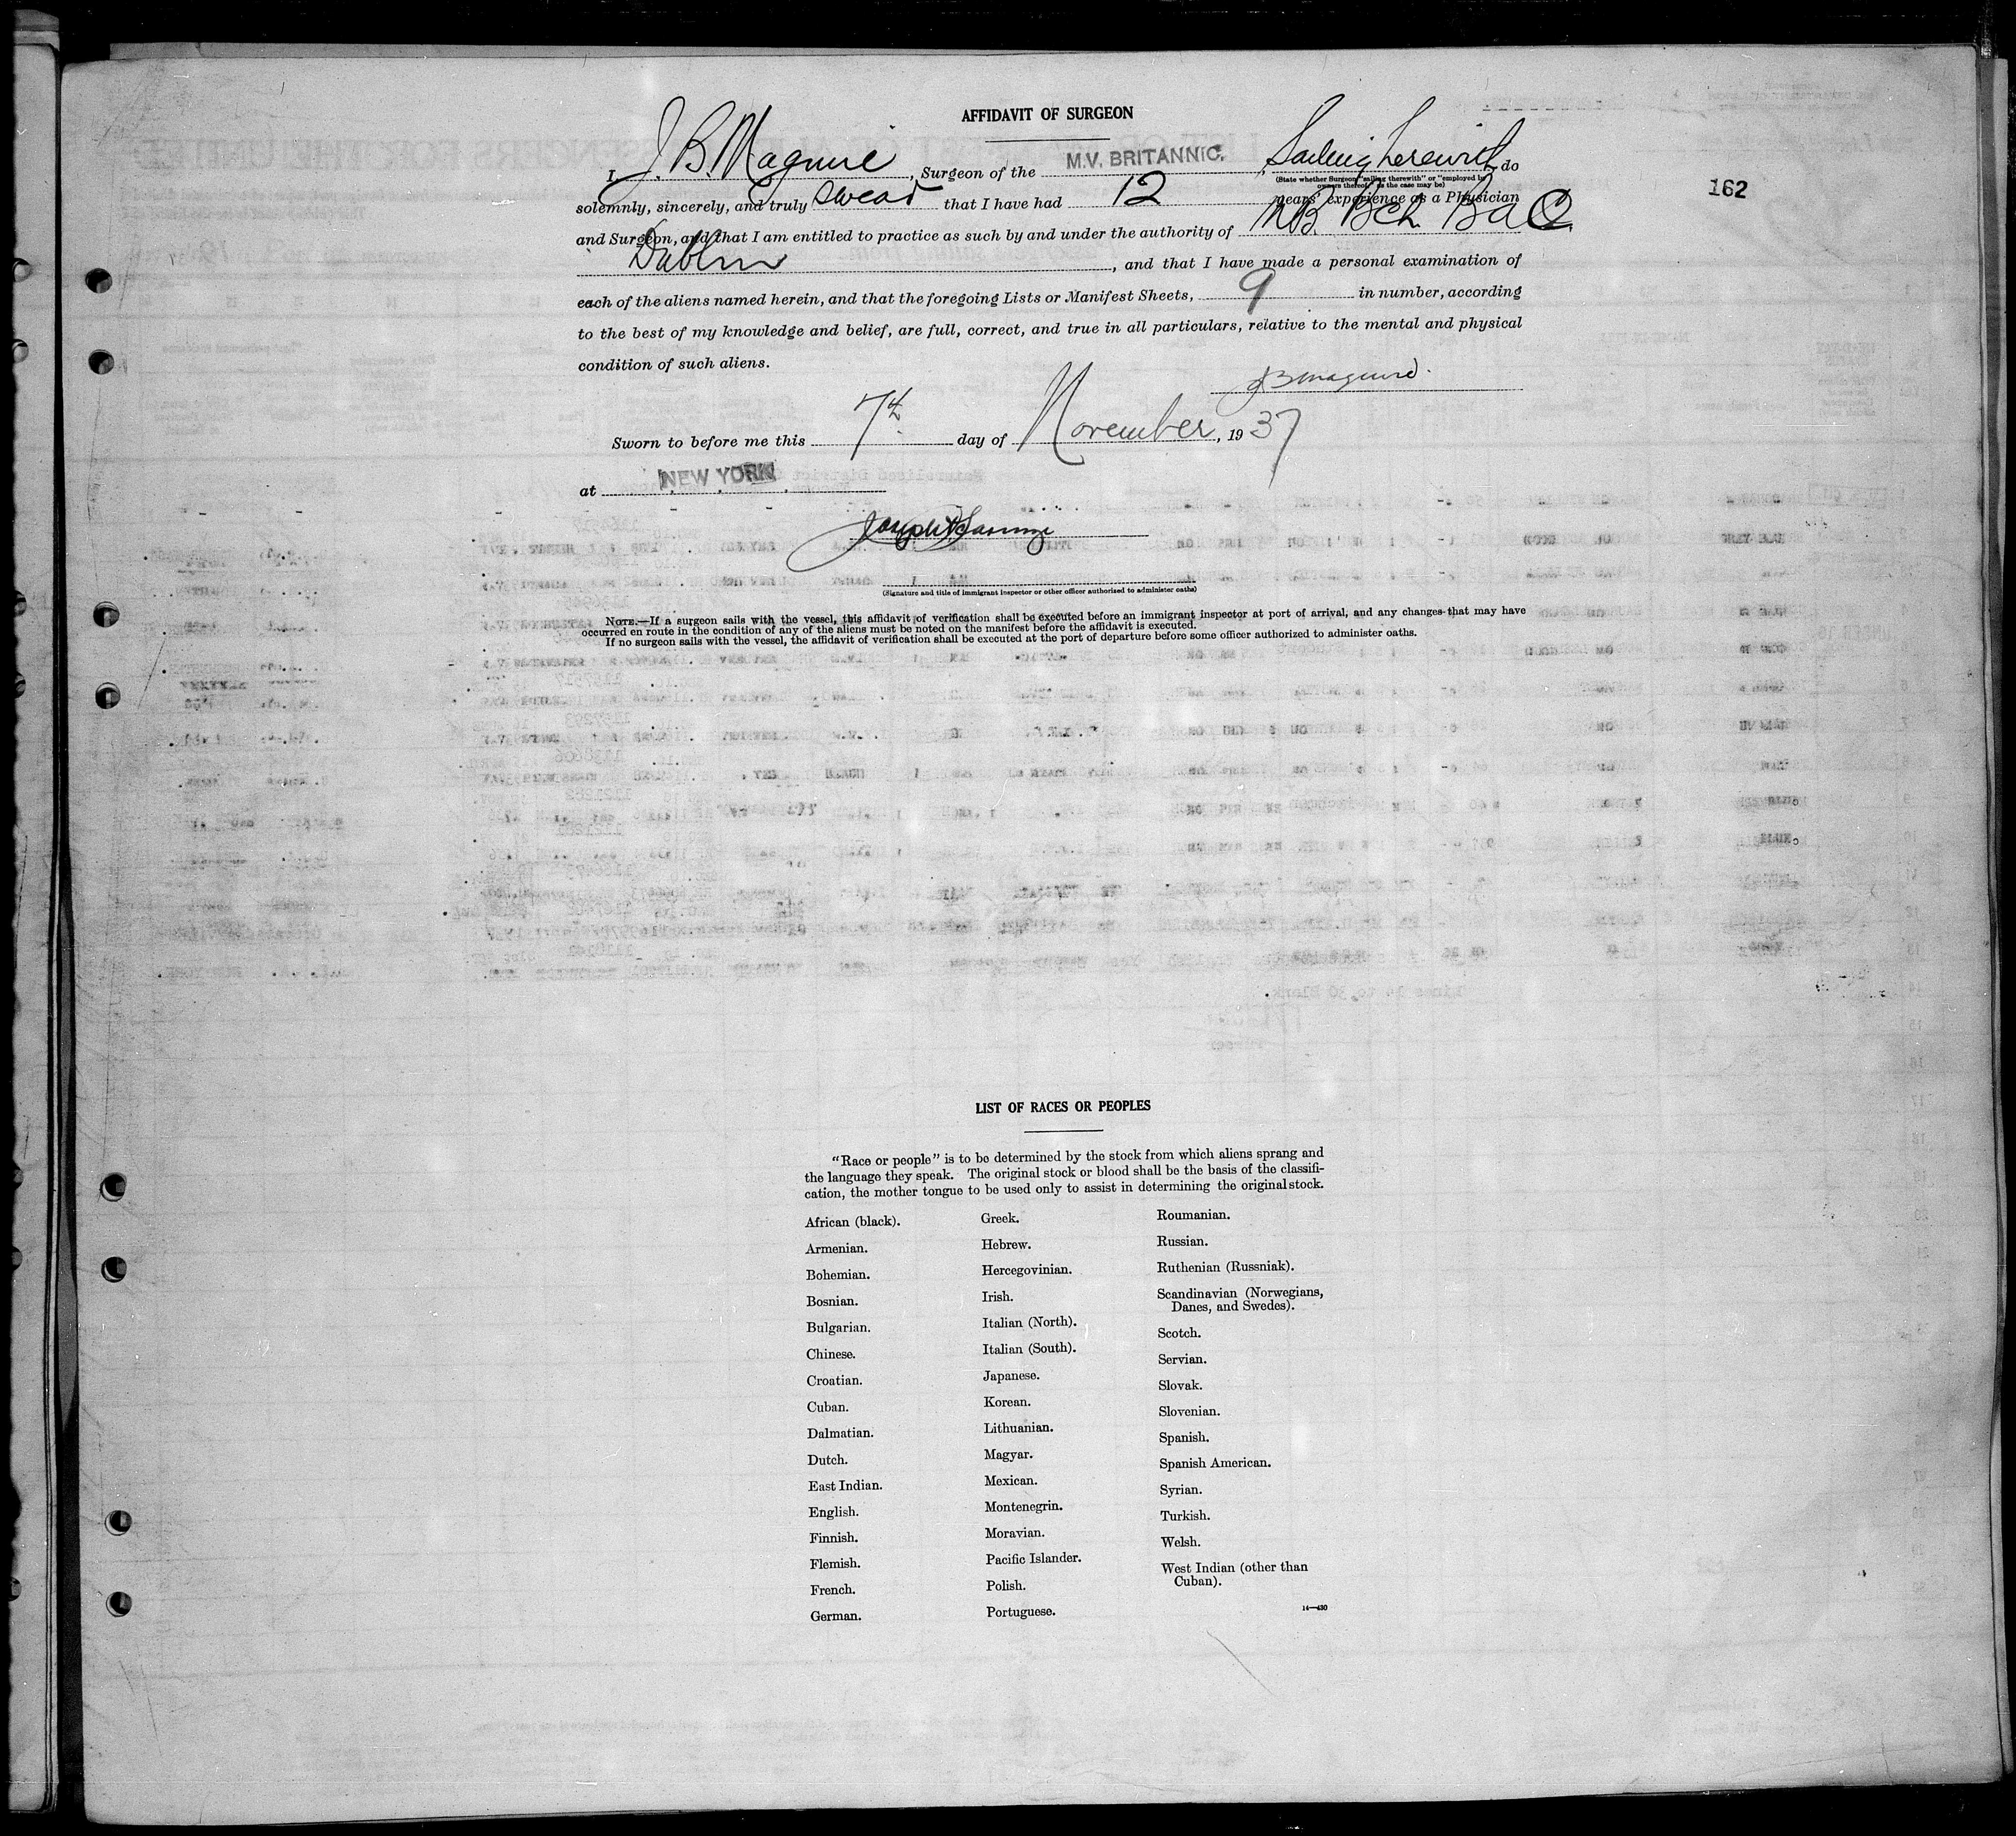 AFFIDAVIT OF SURGEON
I, J. B. Maguire, Surgeon of the M.V. BRITANNIC., Sailing herewith, do
(State whether Surgeon "sailing therewith" or "employed by
owners thereof," as the case may be)
162
solemnly, sincerely, and truly swear that I have had 12 years' experience as a Physician
and Surgeon, and that I am entitled to practice as such by and under the authority of MB. BCh. BaO.
Dublin, and that I have made a personal examination of
each of the aliens named herein, and that the foregoing Lists or Manifest Sheets, 9 in number, according
to the best of my knowledge and belief, are full, correct, and true in all particulars, relative to the mental and physical
condition of such aliens.
JB Maguire.
Sworn to before me this 7th day of November, 1937
at NEW YORK
Joseph
(Signature and title of immigrant inspector or other officer authorized to administer oaths)
NOTE.—If a surgeon sails with the vessel, this affidavit of verification shall be executed before an immigrant inspector at port of arrival, and any changes that may have
occurred en route in the condition of any of the aliens must be noted on the manifest before the affidavit is executed.
If no surgeon sails with the vessel, the affidavit of verification shall be executed at the port of departure before some officer authorized to administer oaths.
LIST OF RACES OR PEOPLES
"Race or people" is to be determined by the stock from which aliens sprang and
the language they speak. The original stock or blood shall be the basis of the classifi-
cation, the mother tongue to be used only to assist in determining the original stock.
African (black).
Armenian.
Bohemian.
Bosnian.
Bulgarian.
Chinese.
Croatian.
Cuban.
Dalmatian.
Dutch.
East Indian.
English.
Finnish.
Flemish.
French.
German.
Greek.
Hebrew.
Hercegovinian.
Irish.
Italian (North).
Italian (South).
Japanese.
Korean.
Lithuanian.
Magyar.
Mexican.
Montenegrin.
Moravian.
Pacific Islander.
Polish.
Portuguese.
Roumanian.
Russian.
Ruthenian (Russniak).
Scandinavian (Norwegians,
Danes, and Swedes).
Scotch.
Servian.
Slovak.
Slovenian.
Spanish.
Spanish American.
Syrian.
Turkish.
Welsh.
West Indian (other than
Cuban).
14—430